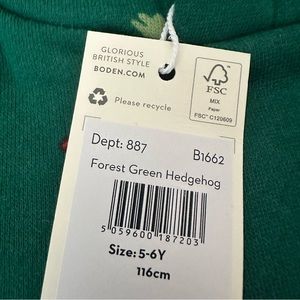 GLORIOUS
BRITISH STYLE
BODEN.COM
Please recycle
FSC
MIX
Paper
FSC® C120609
Dept: 887
B1662
Forest Green Hedgehog
5 059600 187203
Size: 5-6Y
116cm